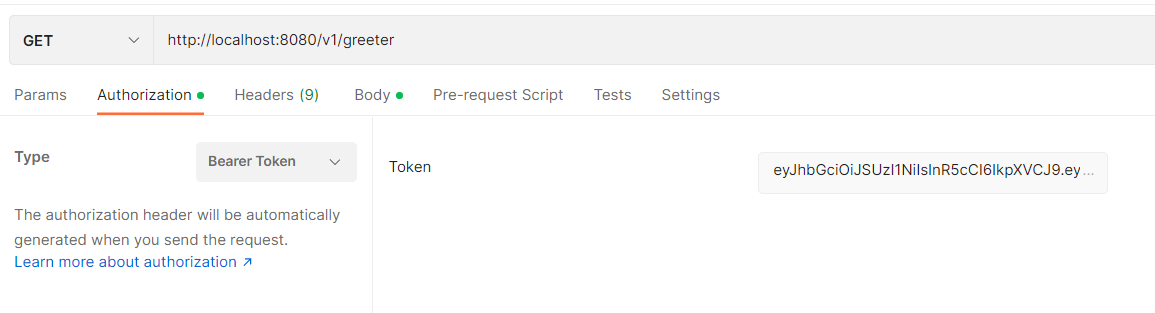 GET http://localhost:8080/v1/greeter
Params Authorization Headers (9) Body Pre-request Script Tests Settings
Type Bearer Token Token eyJhbGciOiJSUzI1NiIsInR5cCI6IkpXVCJ9.ey...
The authorization header will be automatically
generated when you send the request.
Learn more about authorization ↗